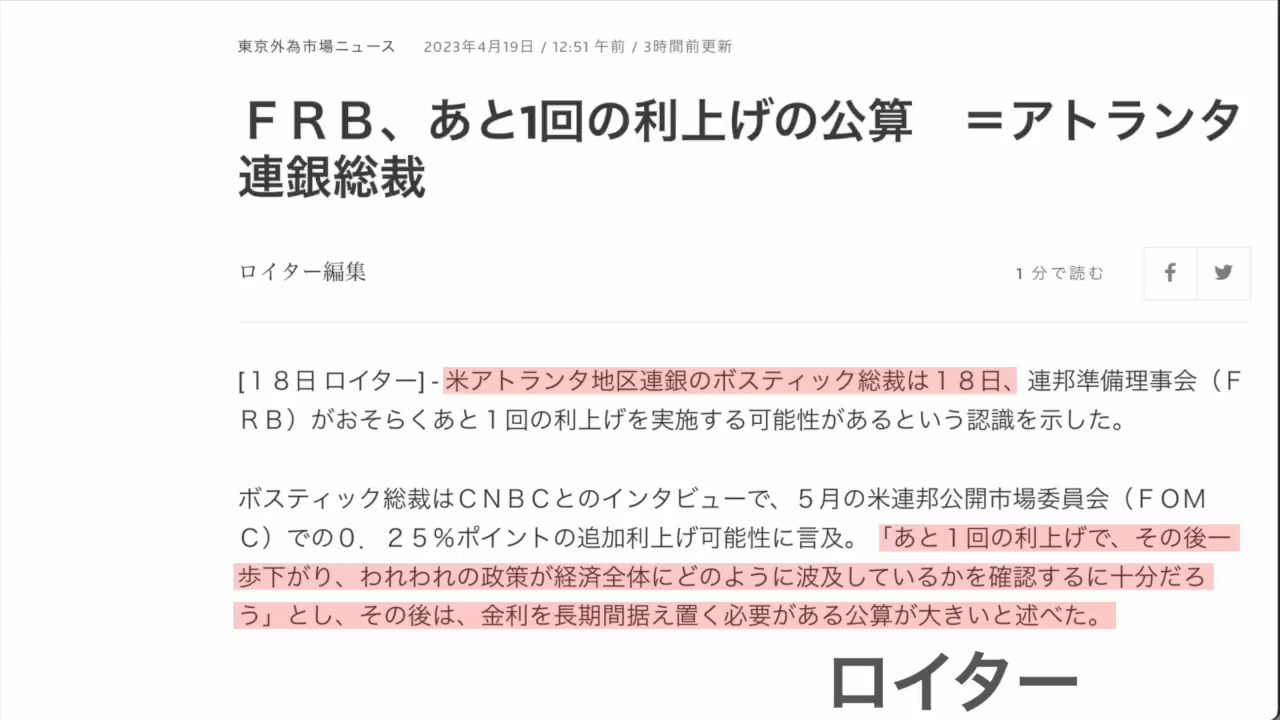 東京外為市場ニュース 2023年4月19日 / 12:51 午前 / 3時間前更新
ＦＲＢ、あと1回の利上げの公算　＝アトランタ
連銀総裁
ロイター編集 1 分で読む
[１８日 ロイター] - 米アトランタ地区連銀のボスティック総裁は１８日、連邦準備理事会（Ｆ
ＲＢ）がおそらくあと１回の利上げを実施する可能性があるという認識を示した。
ボスティック総裁はＣＮＢＣとのインタビューで、５月の米連邦公開市場委員会（ＦＯＭ
Ｃ）での０．２５％ポイントの追加利上げ可能性に言及。「あと１回の利上げで、その後一
歩下がり、われわれの政策が経済全体にどのように波及しているかを確認するに十分だろ
う」とし、その後は、金利を長期間据え置く必要がある公算が大きいと述べた。
ロイター